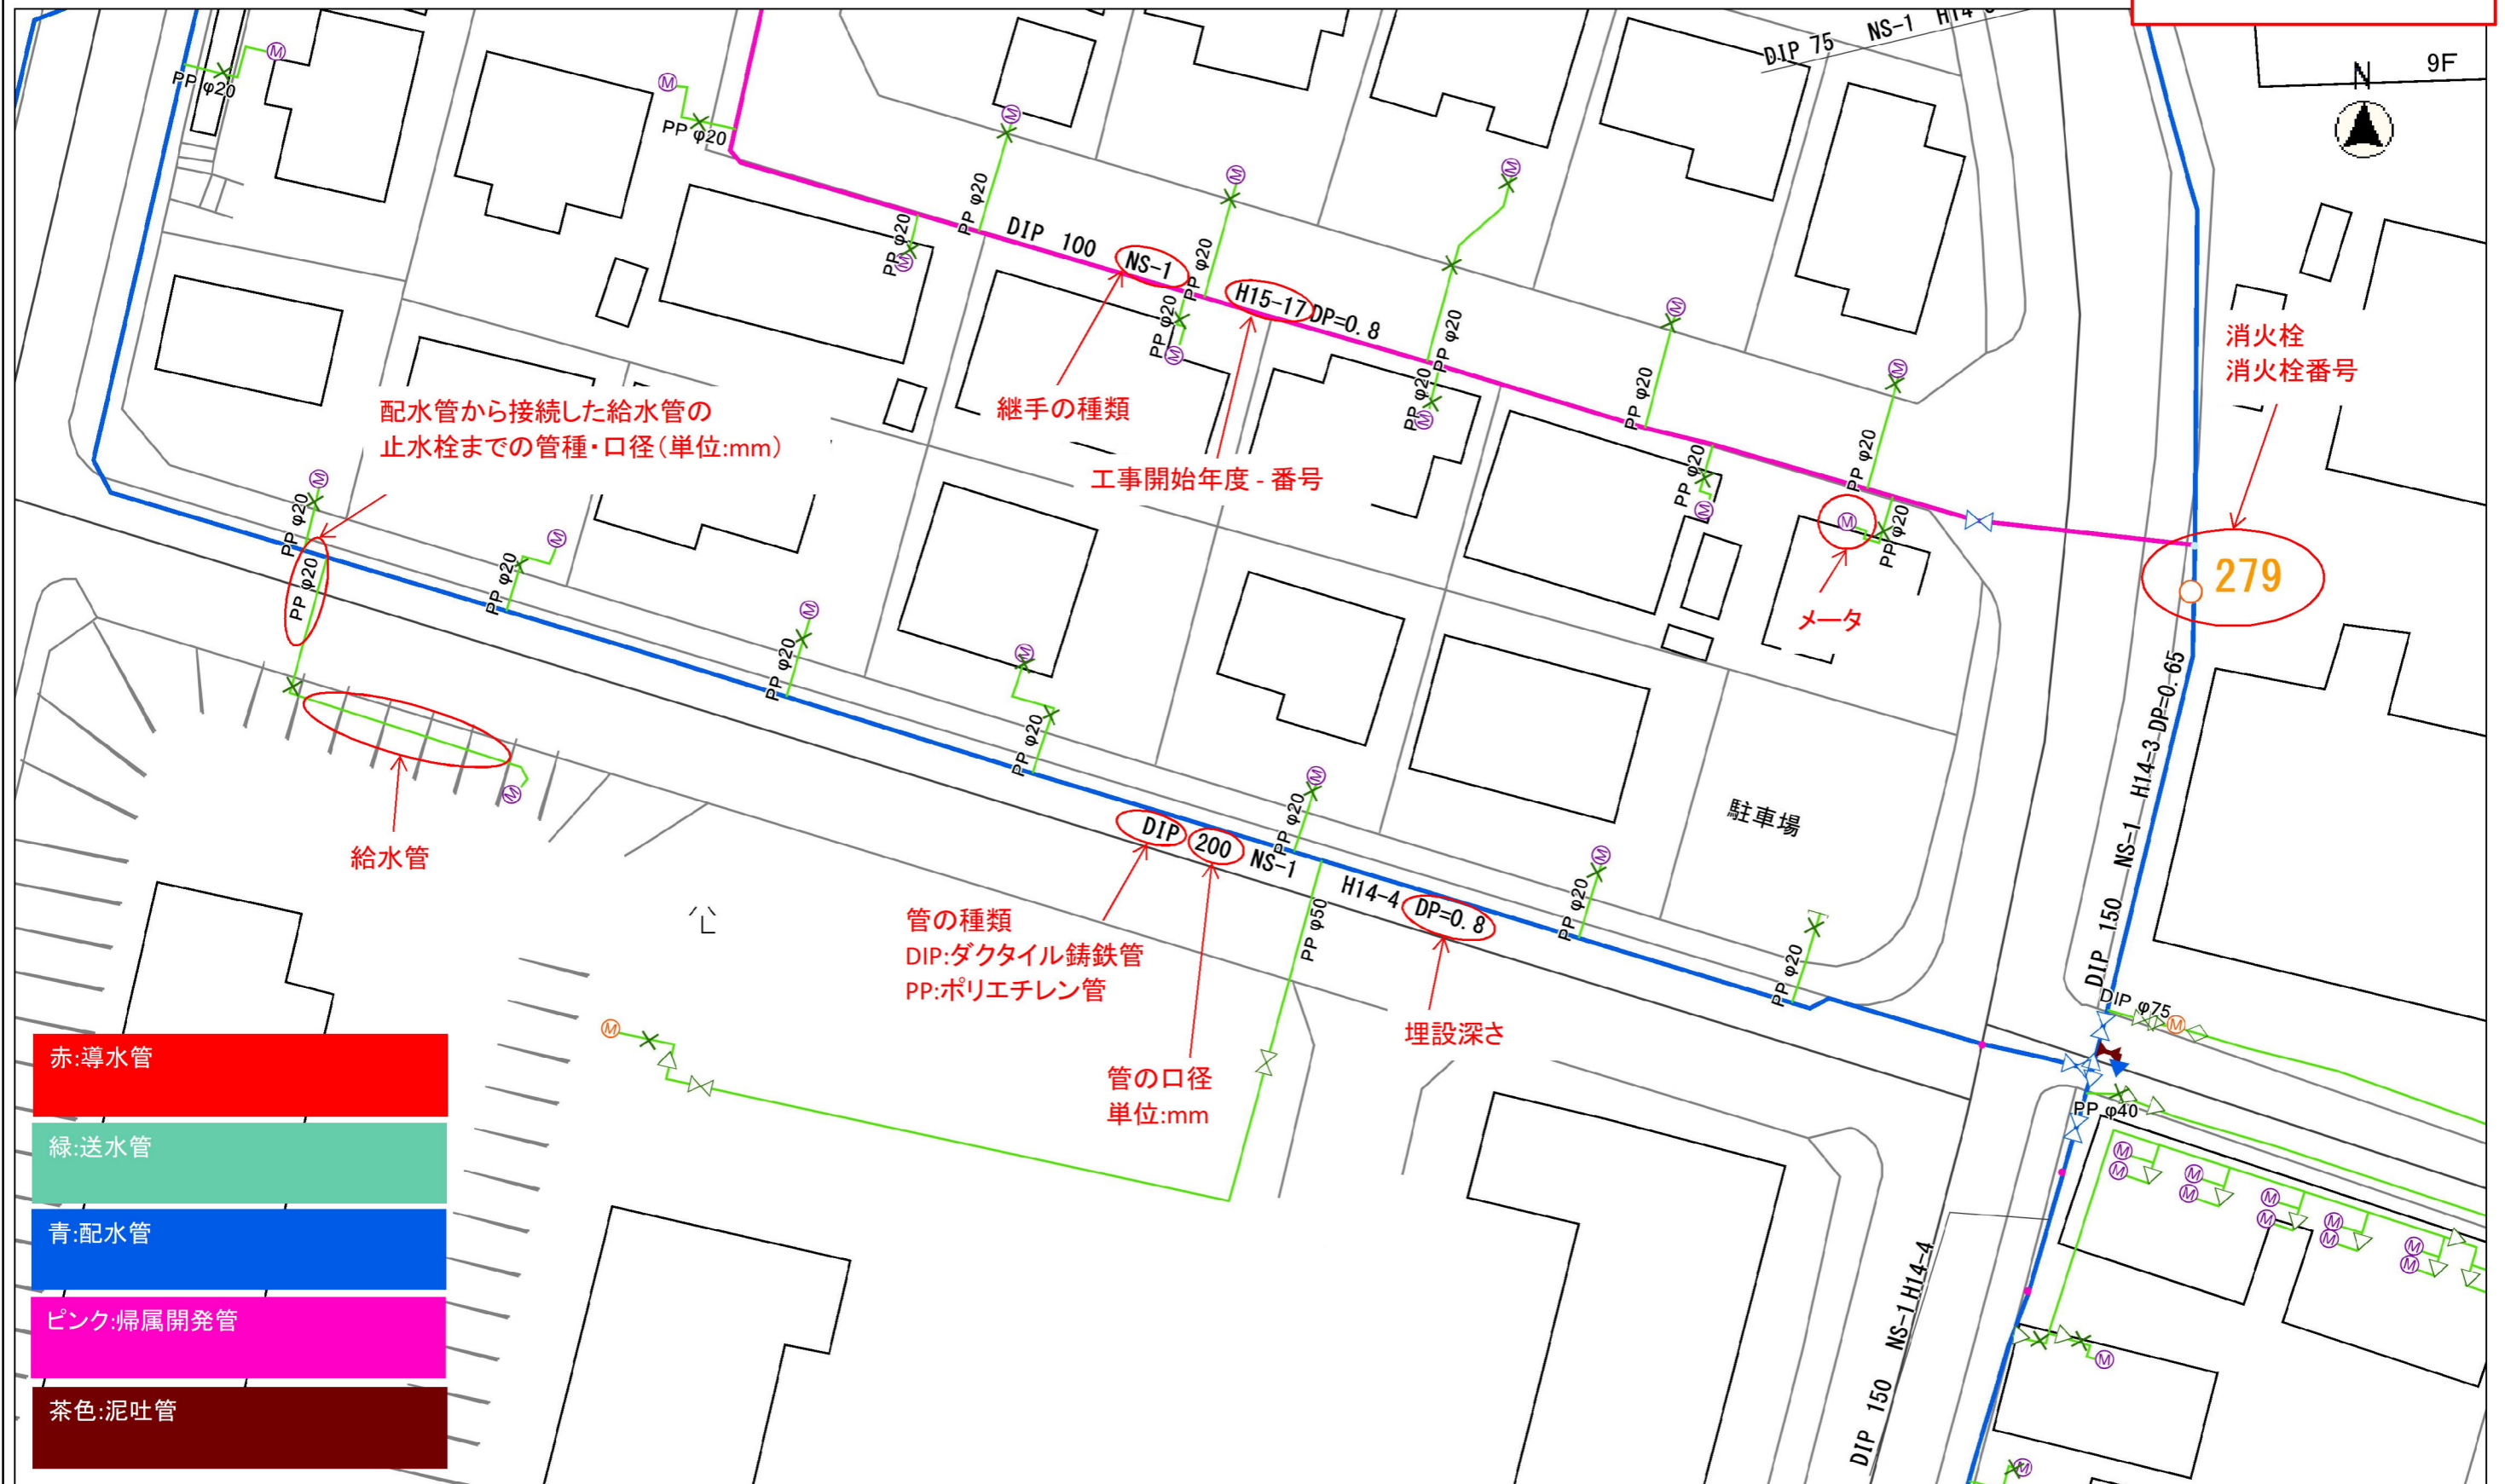 DIP 75 NS-1
N
9F
PP φ20
Ⓜ
PP φ20
Ⓜ
PP φ20
Ⓜ
PP φ20
Ⓜ
PP φ20
Ⓜ
PP φ20
Ⓜ
PP φ20
Ⓜ
PP φ20
Ⓜ
PP φ20
Ⓜ
PP φ20
Ⓜ
PP φ20
Ⓜ
PP φ20
Ⓜ
PP φ20
Ⓜ
DIP 100 NS-1 H15-17 DP=0.8
消火栓
消火栓番号
配水管から接続した給水管の
止水栓までの管種・口径(単位:mm)
継手の種類
工事開始年度 - 番号
メータ
279
PP φ20
Ⓜ
PP φ20
Ⓜ
PP φ20
Ⓜ
PP φ20
Ⓜ
PP φ20
Ⓜ
PP φ20
Ⓜ
PP φ20
Ⓜ
PP φ20
給水管
駐車場
DIP 200 NS-1 H14-4 DP=0.8
DIP 150 NS-1 H14-3 DP=0.65
PP φ50
管の種類
DIP:ダクタイル鋳鉄管
PP:ポリエチレン管
管の口径
単位:mm
埋設深さ
DIP φ75
Ⓜ
Ⓜ
PP φ40
Ⓜ
Ⓜ
Ⓜ
Ⓜ
Ⓜ
Ⓜ
Ⓜ
Ⓜ
Ⓜ
Ⓜ
Ⓜ
Ⓜ
DIP 150 NS-1 H14-4
赤:導水管
緑:送水管
青:配水管
ピンク:帰属開発管
茶色:泥吐管